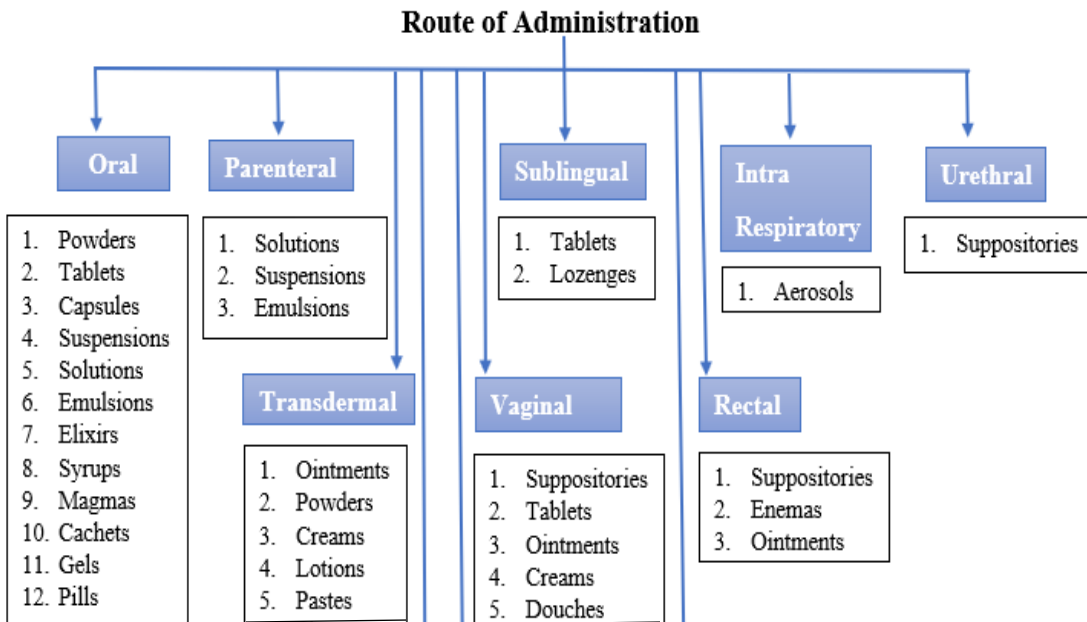 Route of Administration
Oral
1. Powders
2. Tablets
3. Capsules
4. Suspensions
5. Solutions
6. Emulsions
7. Elixirs
8. Syrups
9. Magmas
10. Cachets
11. Gels
12. Pills
Parenteral
1. Solutions
2. Suspensions
3. Emulsions
Sublingual
1. Tablets
2. Lozenges
Intra
Respiratory
1. Aerosols
Urethral
1. Suppositories
Transdermal
1. Ointments
2. Powders
3. Creams
4. Lotions
5. Pastes
Vaginal
1. Suppositories
2. Tablets
3. Ointments
4. Creams
5. Douches
Rectal
1. Suppositories
2. Enemas
3. Ointments